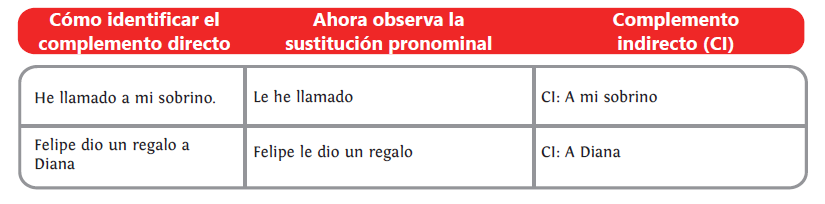 Cómo identificar el
complemento directo
Ahora observa la
sustitución pronominal
Complemento
indirecto (CI)
He llamado a mi sobrino.
Le he llamado
CI: A mi sobrino
Felipe dio un regalo a
Diana
Felipe le dio un regalo
CI: A Diana